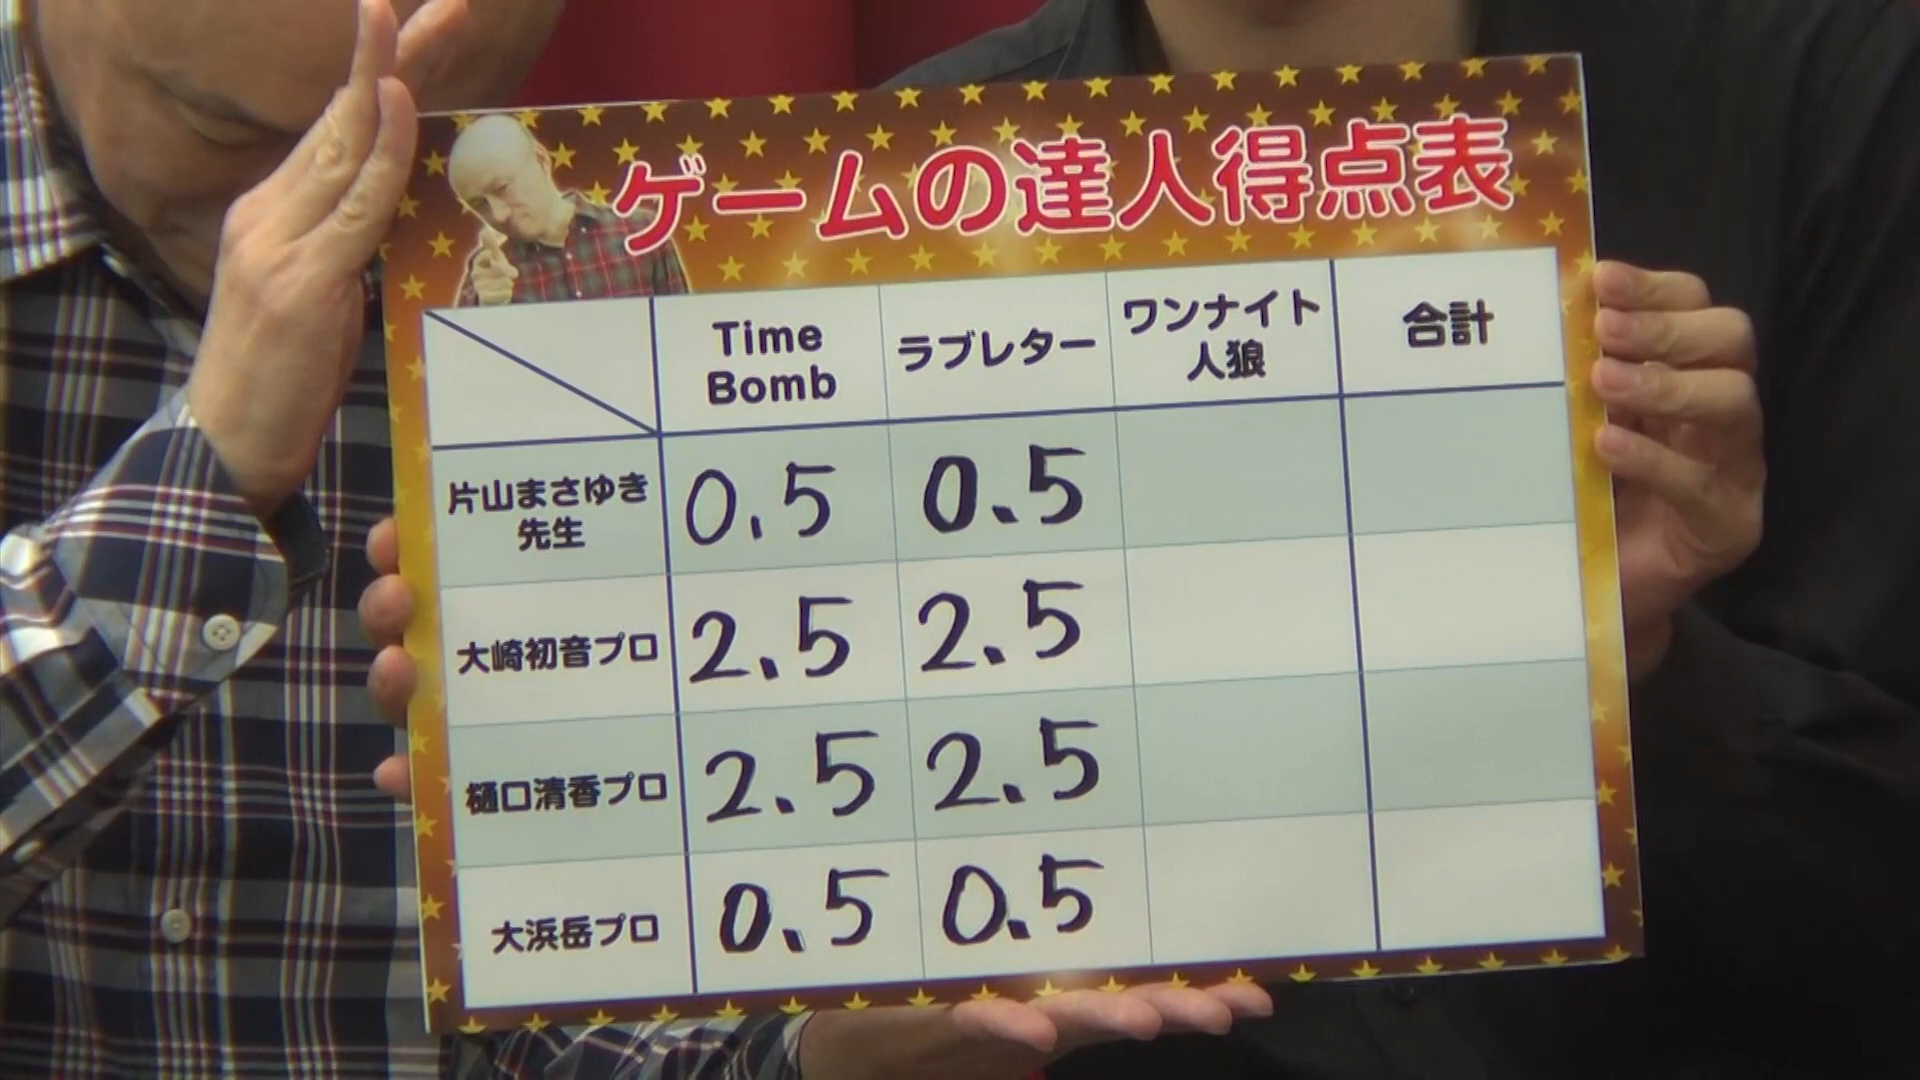 ゲームの達人得点表
Time
Bomb
ラブレター
ワンナイト
人狼
合計
片山まさゆき
先生
0.5
0.5
大崎初音プロ
2.5
2.5
樋口清香プロ
2.5
2.5
大浜岳プロ
0.5
0.5